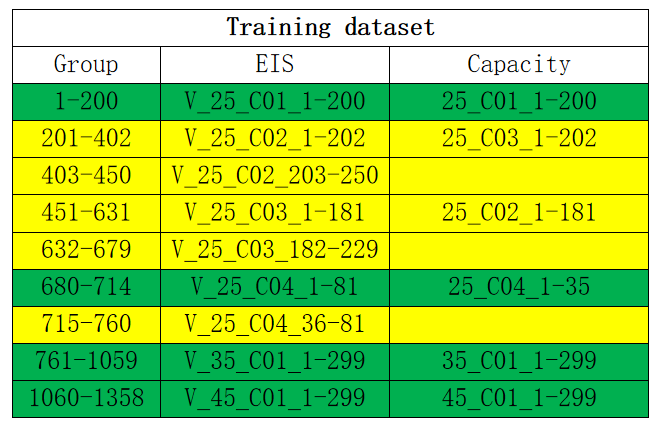 Training dataset
Group EIS Capacity
1-200 V_25_C01_1-200 25_C01_1-200
201-402 V_25_C02_1-202 25_C03_1-202
403-450 V_25_C02_203-250
451-631 V_25_C03_1-181 25_C02_1-181
632-679 V_25_C03_182-229
680-714 V_25_C04_1-81 25_C04_1-35
715-760 V_25_C04_36-81
761-1059 V_35_C01_1-299 35_C01_1-299
1060-1358 V_45_C01_1-299 45_C01_1-299